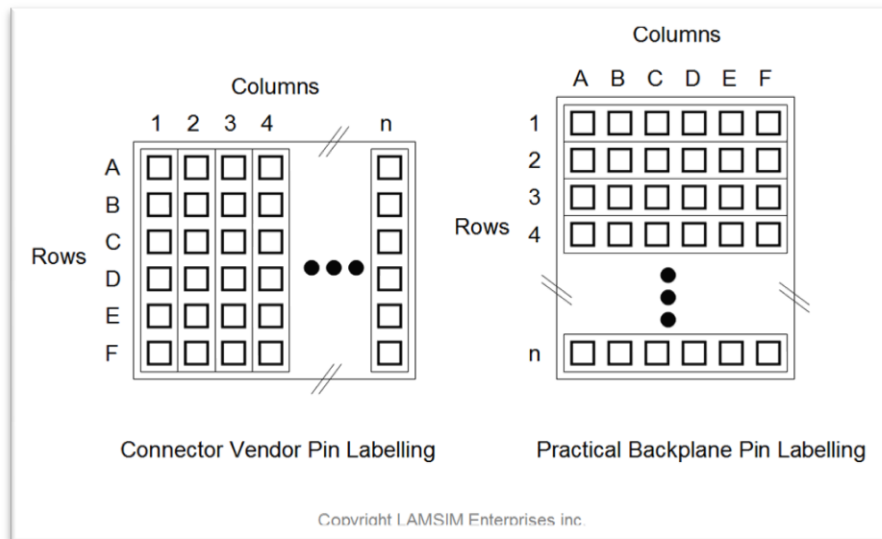 Columns
1 2 3 4 n
A
B
C
Rows
D
E
F
Connector Vendor Pin Labelling
Columns
A B C D E F
1
2
3
Rows
4
n
Practical Backplane Pin Labelling
Copyright LAMSIM Enterprises inc.